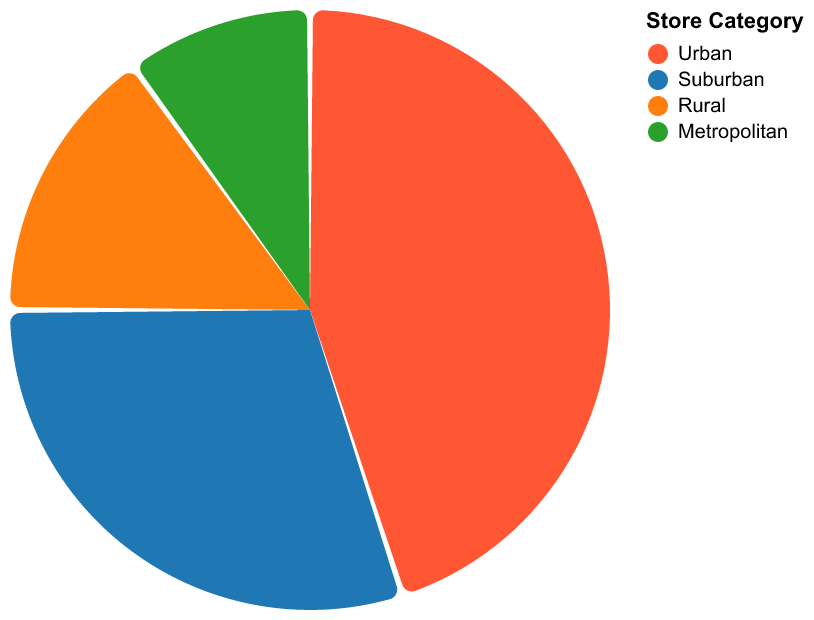 Store Category
Urban
Suburban
Rural
Metropolitan